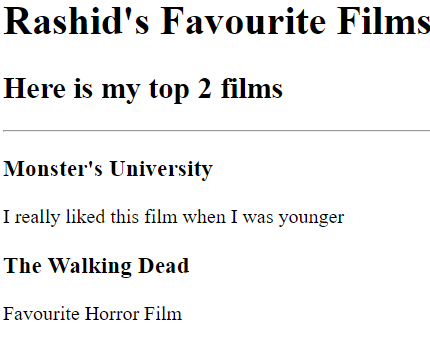 Rashid's Favourite Films
Here is my top 2 films
Monster's University
I really liked this film when I was younger
The Walking Dead
Favourite Horror Film